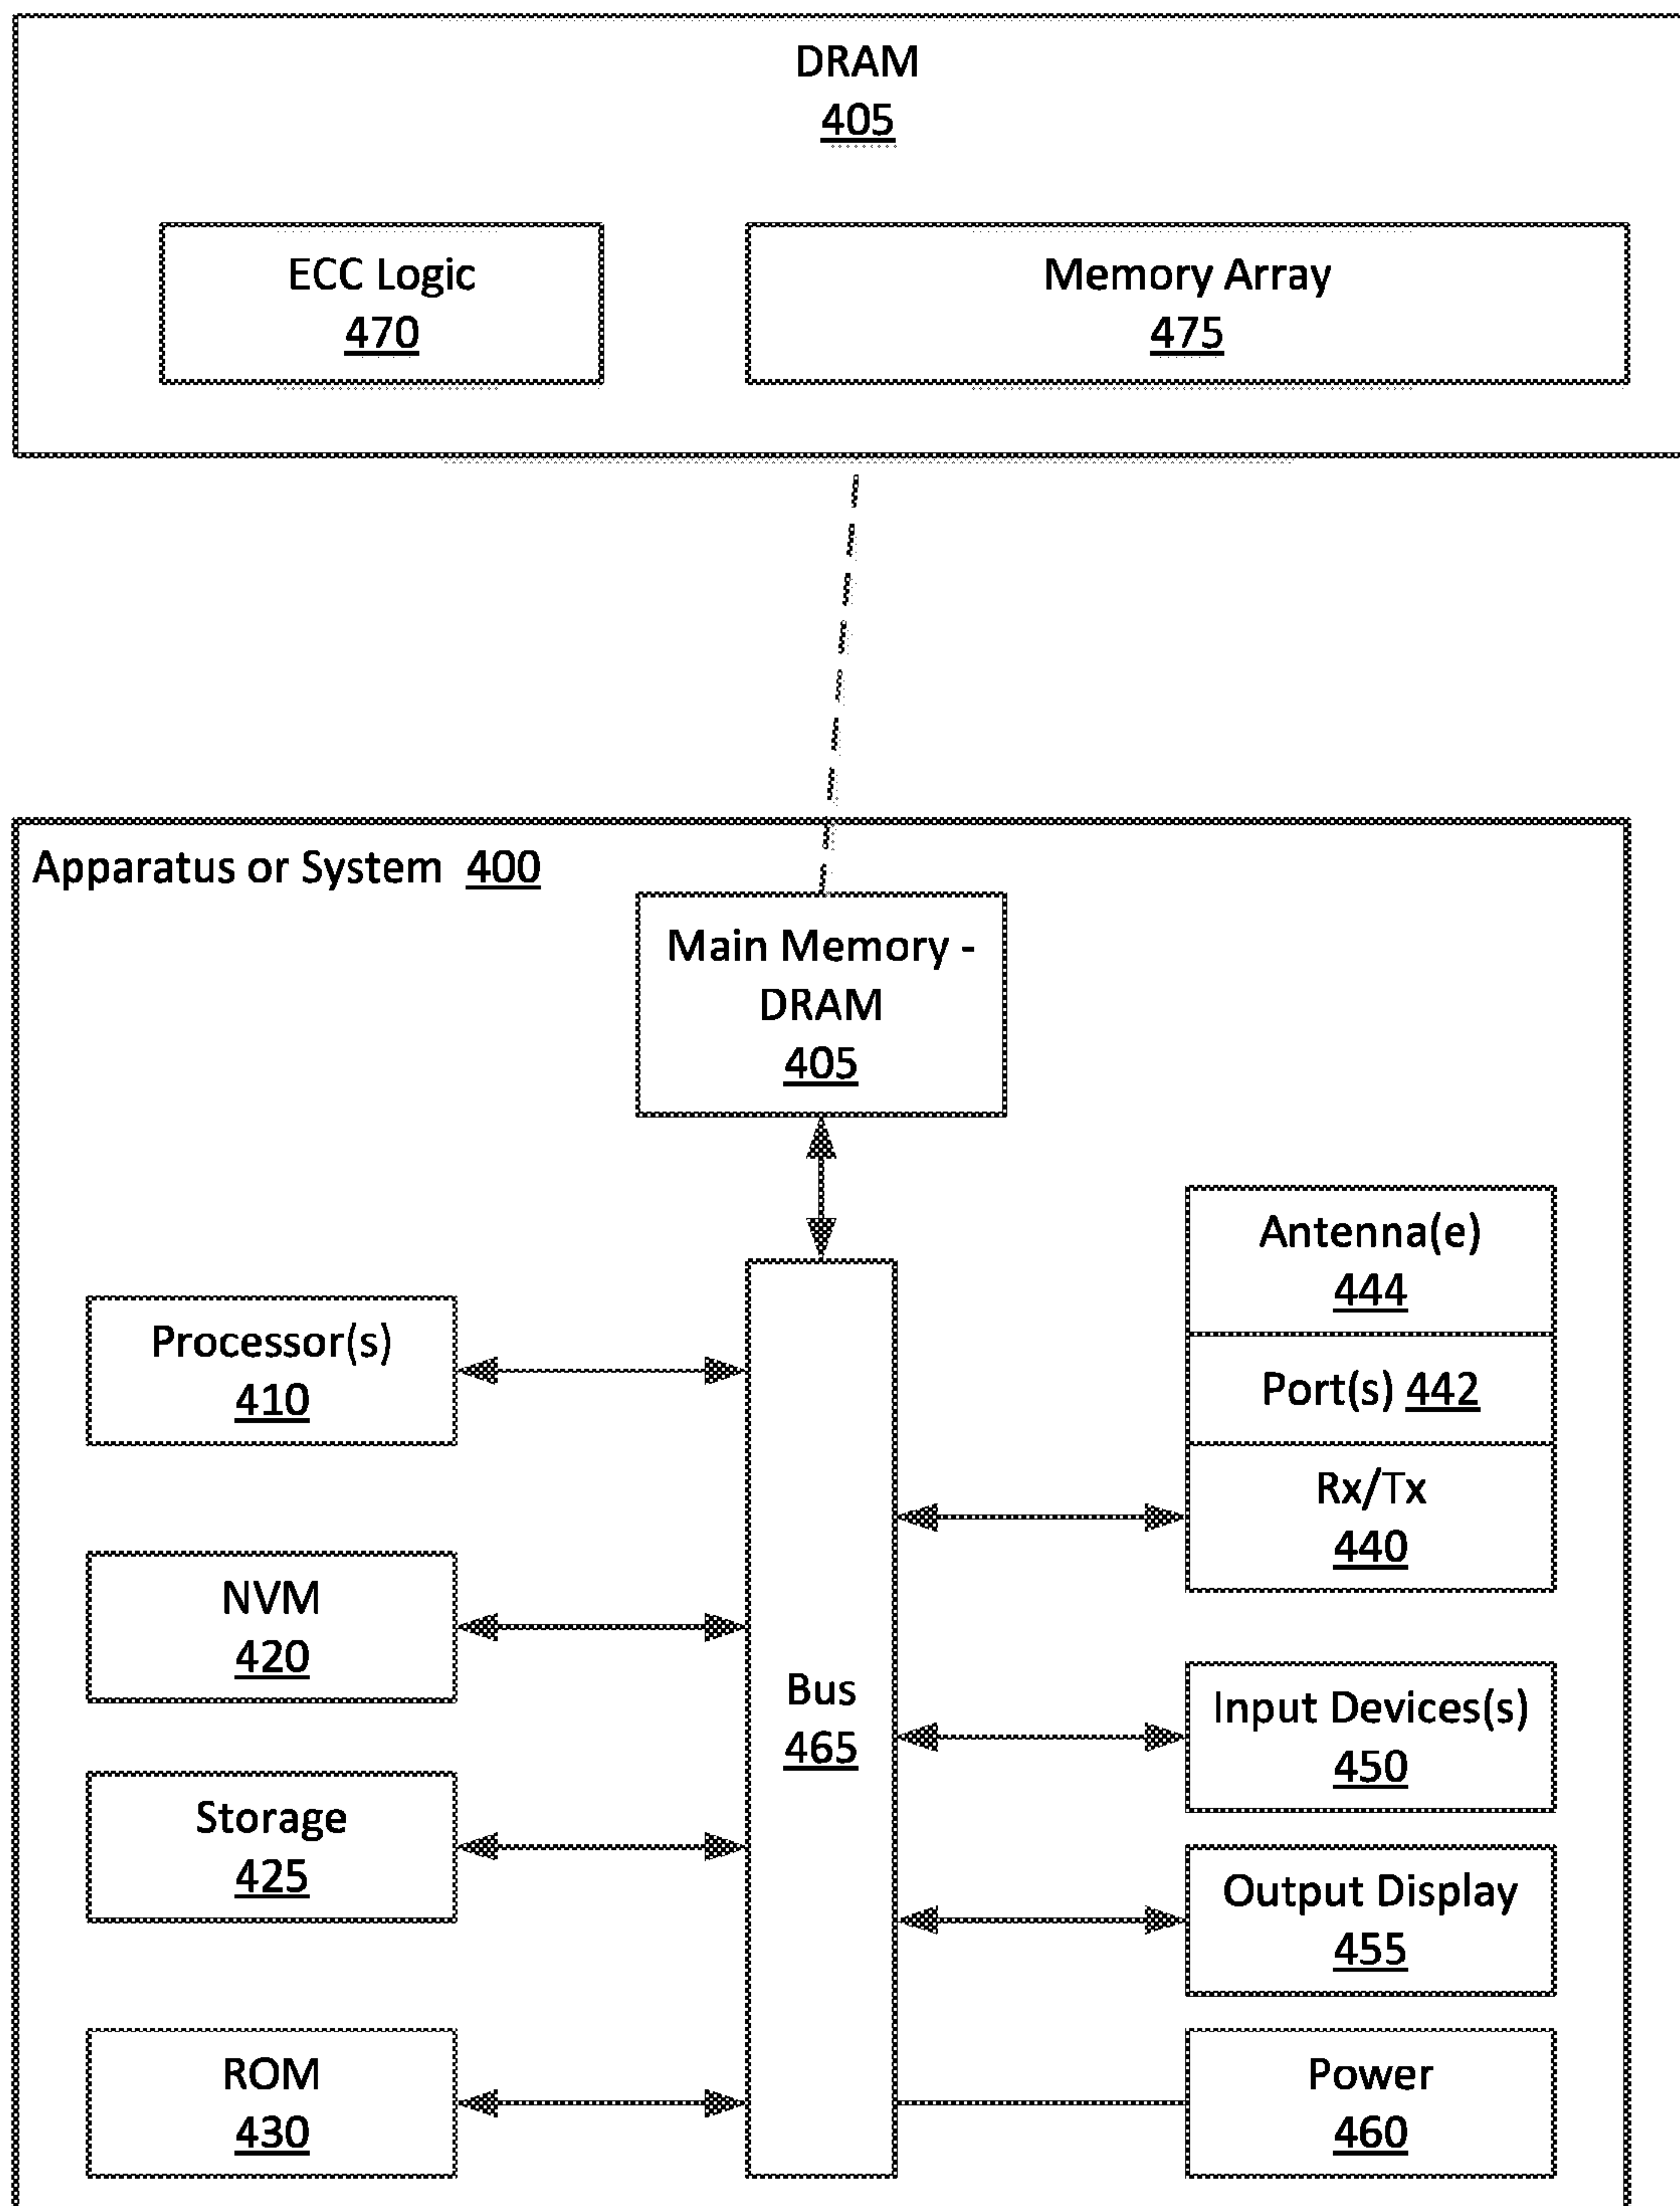 DRAM
405
ECC Logic
470
Memory Array
475
Apparatus or System 400
Main Memory -
DRAM
405
Processor(s)
410
NVM
420
Storage
425
ROM
430
Bus
465
Antenna(e)
444
Port(s) 442
Rx/Tx
440
Input Devices(s)
450
Output Display
455
Power
460